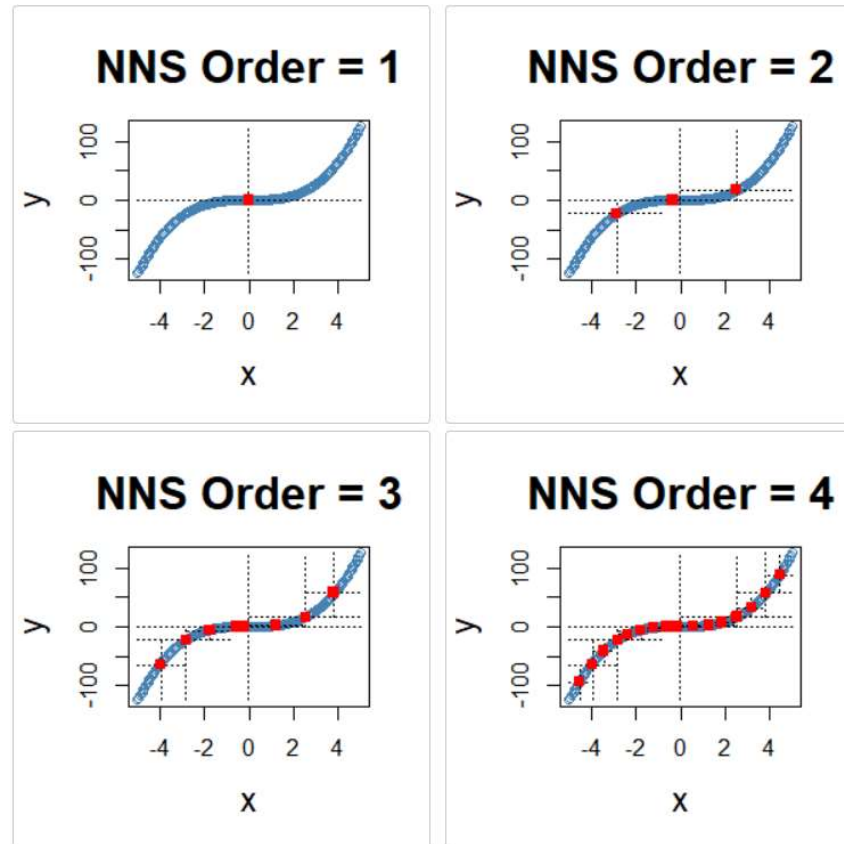 NNS Order = 1
100
0
-100
y
-4 -2 0 2 4
x
NNS Order = 2
100
0
-100
y
-4 -2 0 2 4
x
NNS Order = 3
100
0
-100
y
-4 -2 0 2 4
x
NNS Order = 4
100
0
-100
y
-4 -2 0 2 4
x